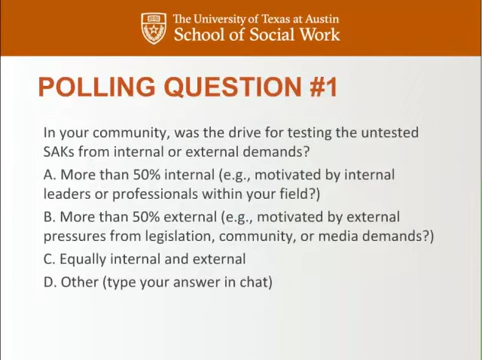 The University of Texas at Austin
School of Social Work
POLLING QUESTION #1
In your community, was the drive for testing the untested
SAKs from internal or external demands?
A. More than 50% internal (e.g., motivated by internal
leaders or professionals within your field?)
B. More than 50% external (e.g., motivated by external
pressures from legislation, community, or media demands?)
C. Equally internal and external
D. Other (type your answer in chat)